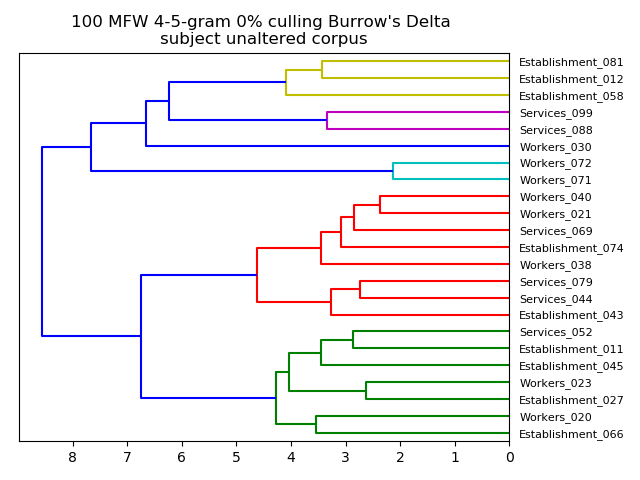 100 MFW 4-5-gram 0% culling Burrow's Delta
subject unaltered corpus
Establishment_081
Establishment_012
Establishment_058
Services_099
Services_088
Workers_030
Workers_072
Workers_071
Workers_040
Workers_021
Services_069
Establishment_074
Workers_038
Services_079
Services_044
Establishment_043
Services_052
Establishment_011
Establishment_045
Workers_023
Establishment_027
Workers_020
Establishment_066
8 7 6 5 4 3 2 1 0